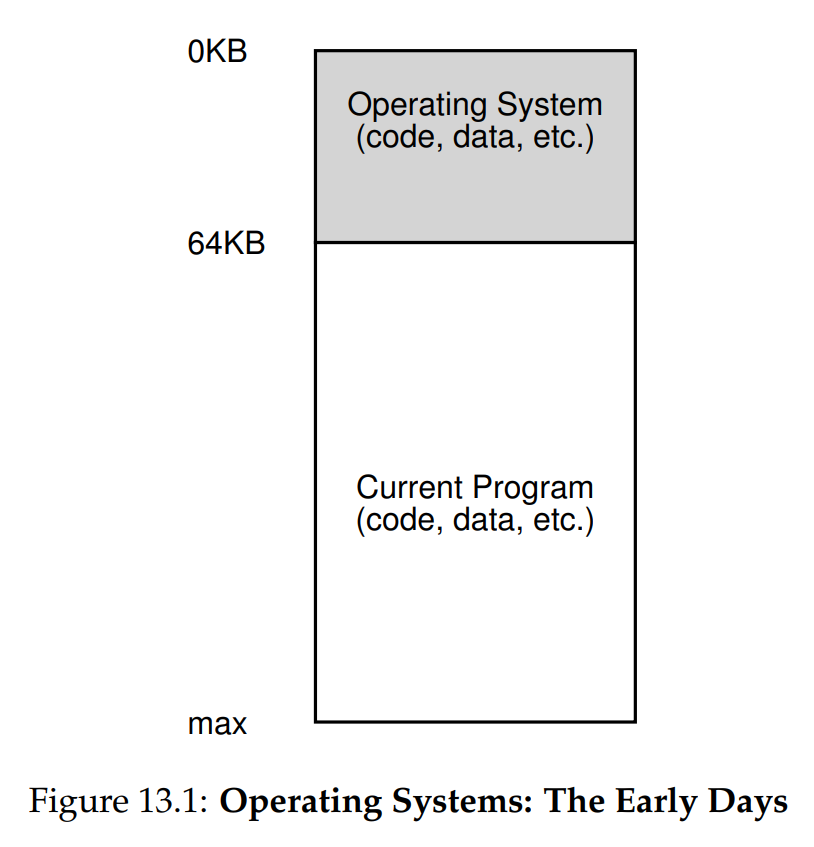 0KB
Operating System
(code, data, etc.)
64KB
Current Program
(code, data, etc.)
max
Figure 13.1: Operating Systems: The Early Days